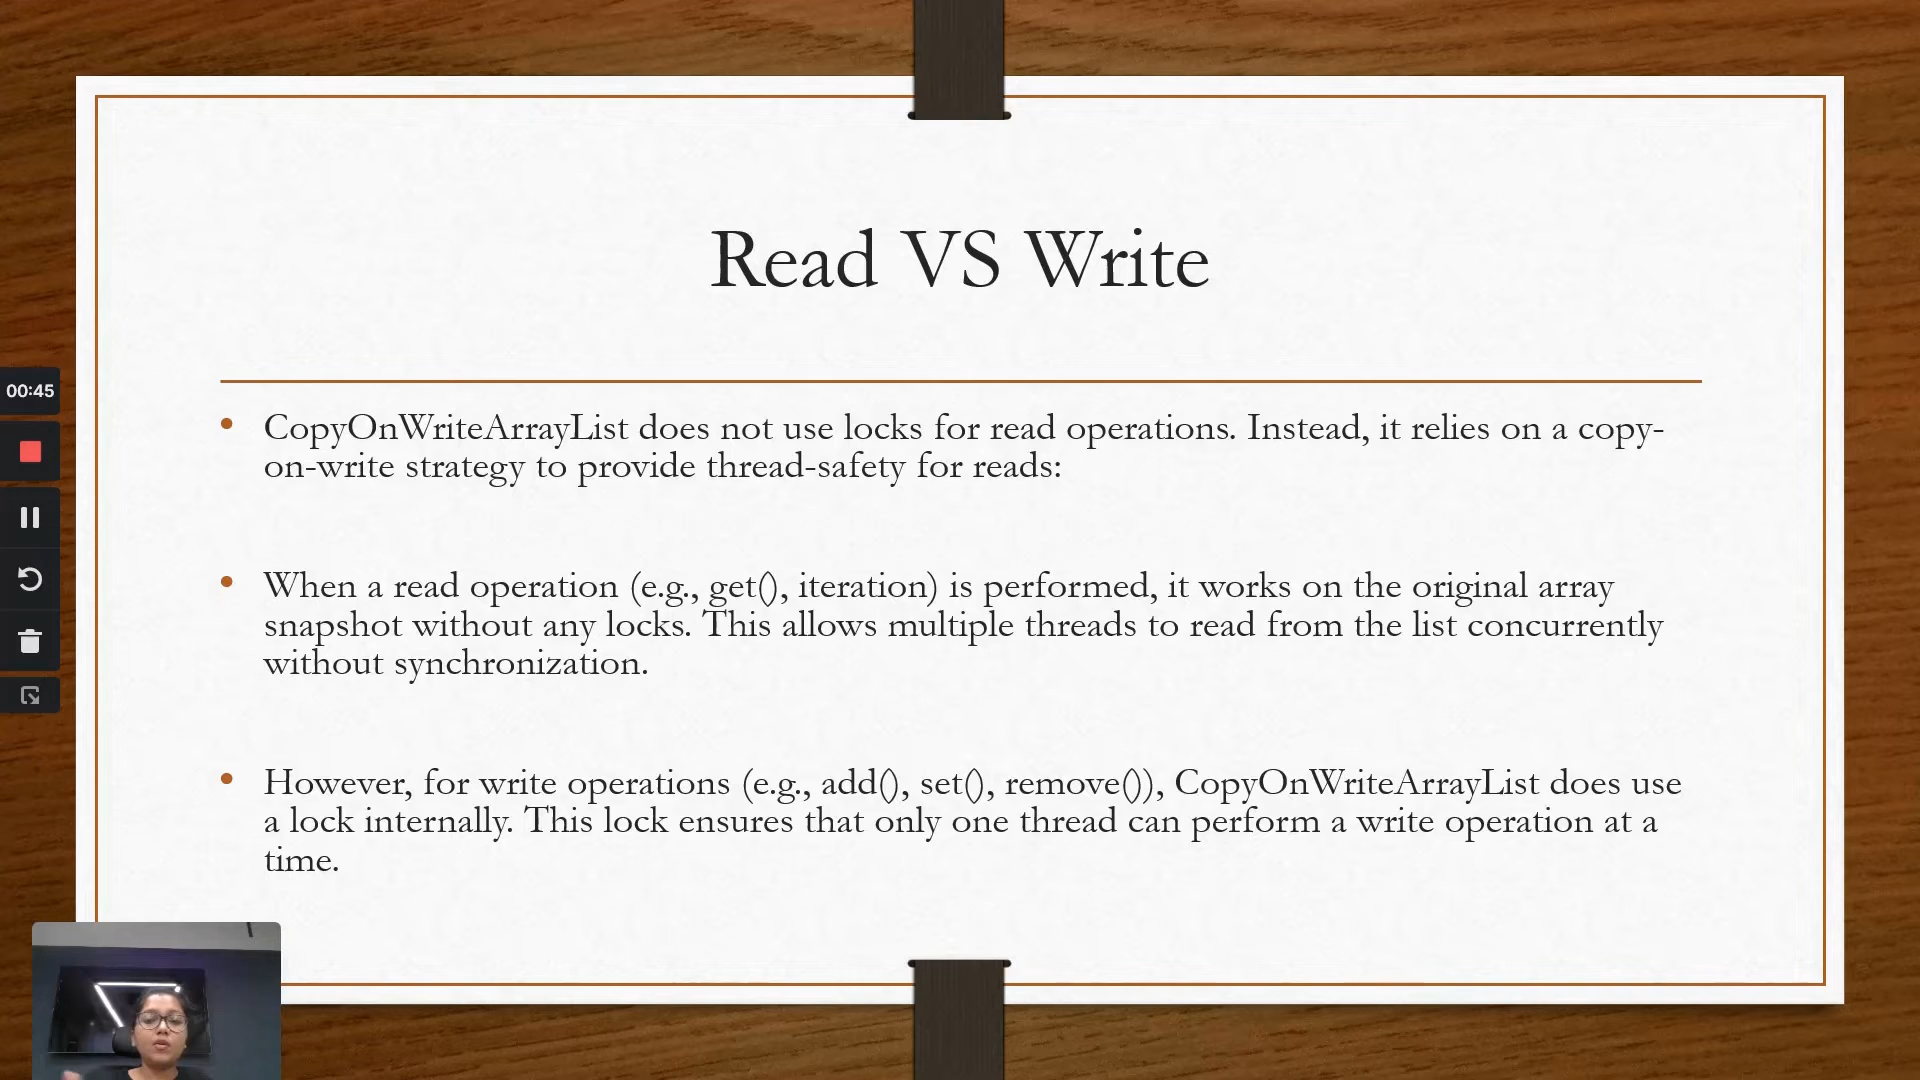 Read VS Write
00:45
• CopyOnWriteArrayList does not use locks for read operations. Instead, it relies on a copy-
on-write strategy to provide thread-safety for reads:
• When a read operation (e.g., get(), iteration) is performed, it works on the original array
snapshot without any locks. This allows multiple threads to read from the list concurrently
without synchronization.
• However, for write operations (e.g., add(), set(), remove()), CopyOnWriteArrayList does use
a lock internally. This lock ensures that only one thread can perform a write operation at a
time.